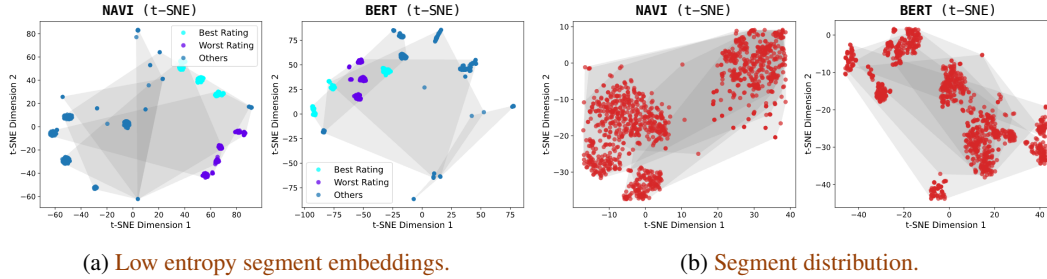 NAVI (t-SNE)
t-SNE Dimension 2
80
60
40
20
0
−20
−40
−60
Best Rating
Worst Rating
Others
−60 −40 −20 0 20 40 60 80 100
t-SNE Dimension 1
BERT (t-SNE)
t-SNE Dimension 2
75
50
25
0
−25
−50
−75
Best Rating
Worst Rating
Others
−100 −75 −50 −25 0 25 50 75
t-SNE Dimension 1
(a) Low entropy segment embeddings.
NAVI (t-SNE)
t-SNE Dimension 2
10
0
−10
−20
−30
−10 0 10 20 30 40
t-SNE Dimension 1
BERT (t-SNE)
t-SNE Dimension 2
0
−10
−20
−30
−40
−40 −20 0 20 40
t-SNE Dimension 1
(b) Segment distribution.